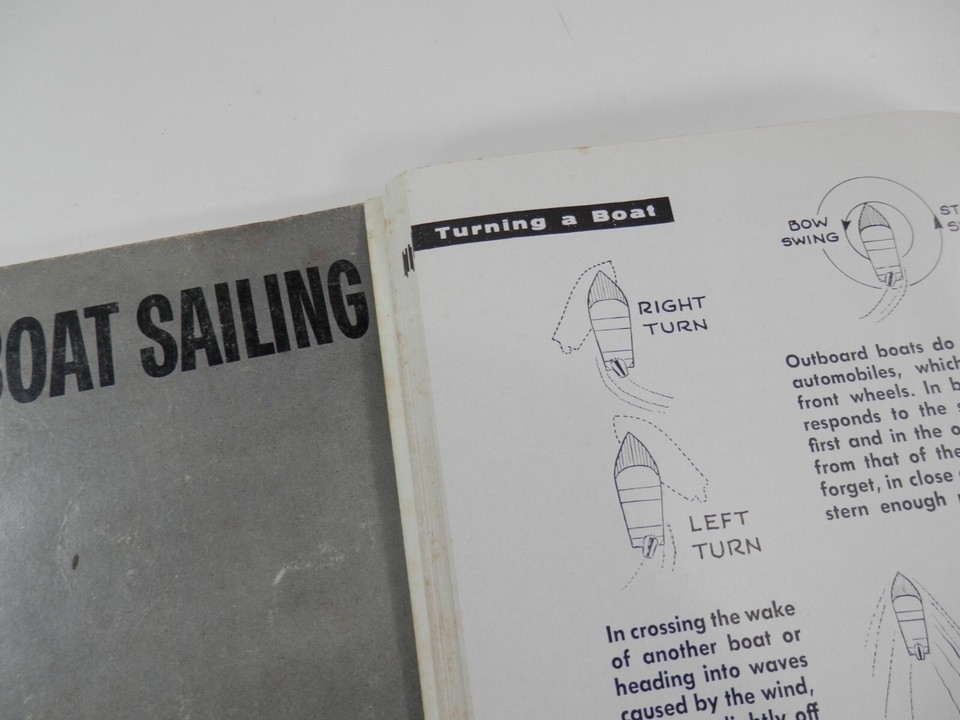 BOAT SAILING
Turning a Boat
RIGHT
TURN
LEFT
TURN
In crossing the wake
of another boat or
heading into waves
caused by the wind,
off
BOW
SWING
Outboard boats do
automobiles, which
front wheels. In
responds to the
first and in the
from that of the
forget, in close
stern enough